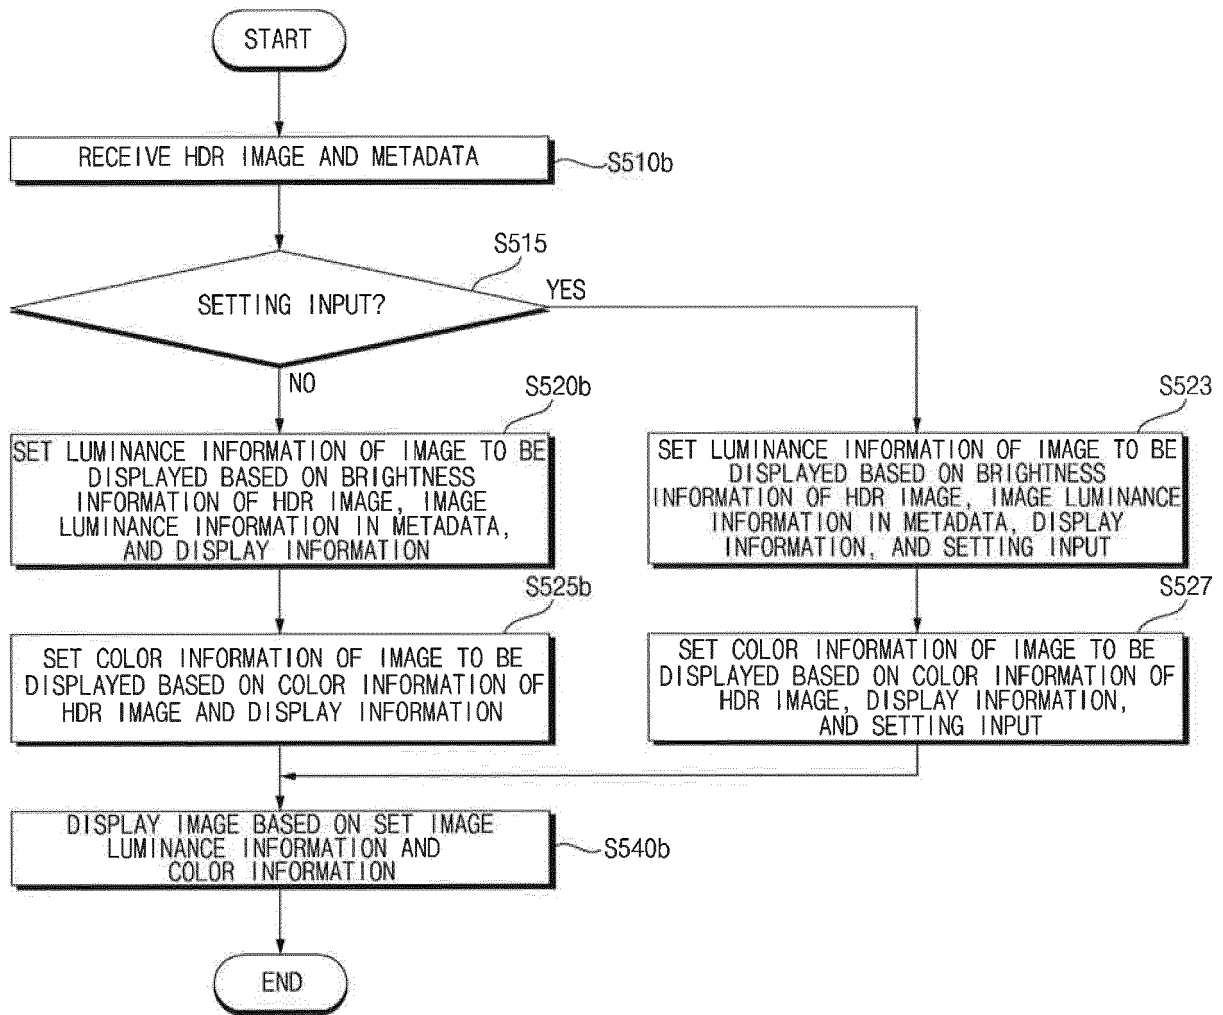 START
RECEIVE HDR IMAGE AND METADATA
S510b
S515
SETTING INPUT?
YES
NO
S520b
SET LUMINANCE INFORMATION OF IMAGE TO BE
DISPLAYED BASED ON BRIGHTNESS
INFORMATION OF HDR IMAGE, IMAGE
LUMINANCE INFORMATION IN METADATA,
AND DISPLAY INFORMATION
S523
SET LUMINANCE INFORMATION OF IMAGE TO BE
DISPLAYED BASED ON BRIGHTNESS
INFORMATION OF HDR IMAGE, IMAGE LUMINANCE
INFORMATION IN METADATA, DISPLAY
INFORMATION, AND SETTING INPUT
S525b
SET COLOR INFORMATION OF IMAGE TO BE
DISPLAYED BASED ON COLOR INFORMATION OF
HDR IMAGE AND DISPLAY INFORMATION
S527
SET COLOR INFORMATION OF IMAGE TO BE
DISPLAYED BASED ON COLOR INFORMATION OF
HDR IMAGE, DISPLAY INFORMATION,
AND SETTING INPUT
DISPLAY IMAGE BASED ON SET IMAGE
LUMINANCE INFORMATION AND
COLOR INFORMATION
S540b
END